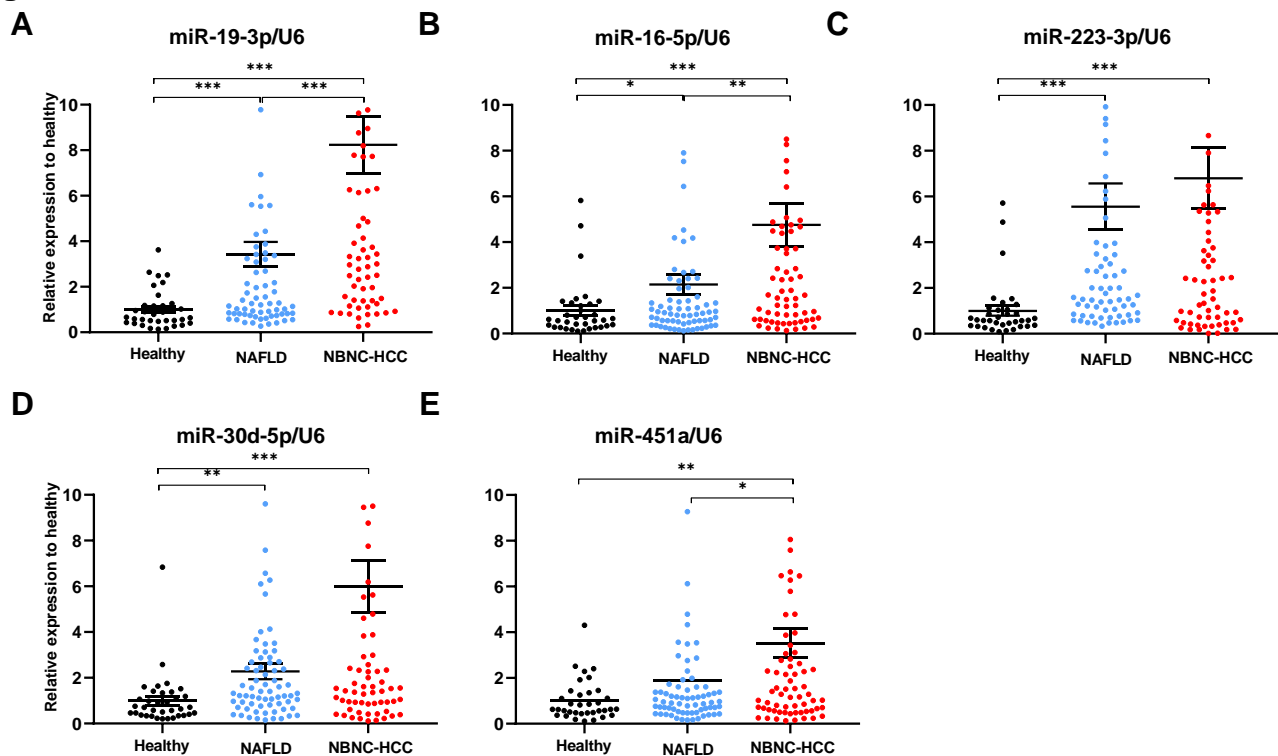 A
miR-19-3p/U6
***
***
***
Relative expression to healthy
10
8
6
4
2
0
Healthy
NAFLD
NBNC-HCC
B
miR-16-5p/U6
***
*
**
10
8
6
4
2
0
Healthy
NAFLD
NBNC-HCC
C
miR-223-3p/U6
***
***
10
8
6
4
2
0
Healthy
NAFLD
NBNC-HCC
D
miR-30d-5p/U6
***
**
Relative expression to healthy
10
8
6
4
2
0
Healthy
NAFLD
NBNC-HCC
E
miR-451a/U6
**
*
10
8
6
4
2
0
Healthy
NAFLD
NBNC-HCC